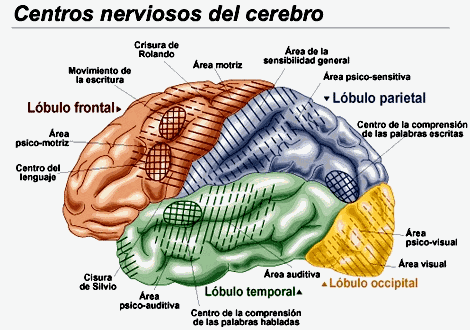 Centros nerviosos del cerebro
Crisura de
Rolando
Área motriz
Área de la
sensibilidad general
Movimiento de
la escritura
Área psico-sensitiva
Lóbulo frontal
Lóbulo parietal
Área
psico-motriz
Centro de la comprensión
de las palabras escritas
Centro del
lenguaje
Área
psico-visual
Cisura
de Silvio
Área
psico-auditiva
Área auditiva
Área visual
Lóbulo temporal
Lóbulo occipital
Centro de la comprensión
de las palabras habladas